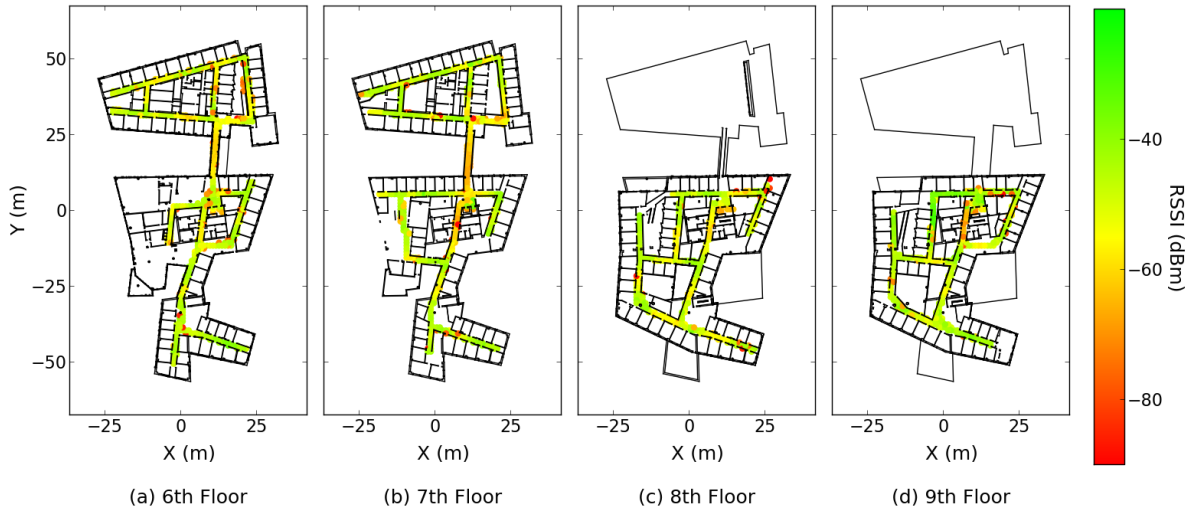 50
25
0
−25
−50
Y (m)
−25 0 25
−25 0 25
−25 0 25
−25 0 25
X (m) X (m) X (m) X (m)
(a) 6th Floor (b) 7th Floor (c) 8th Floor (d) 9th Floor
−40
−60
−80
RSSI (dBm)